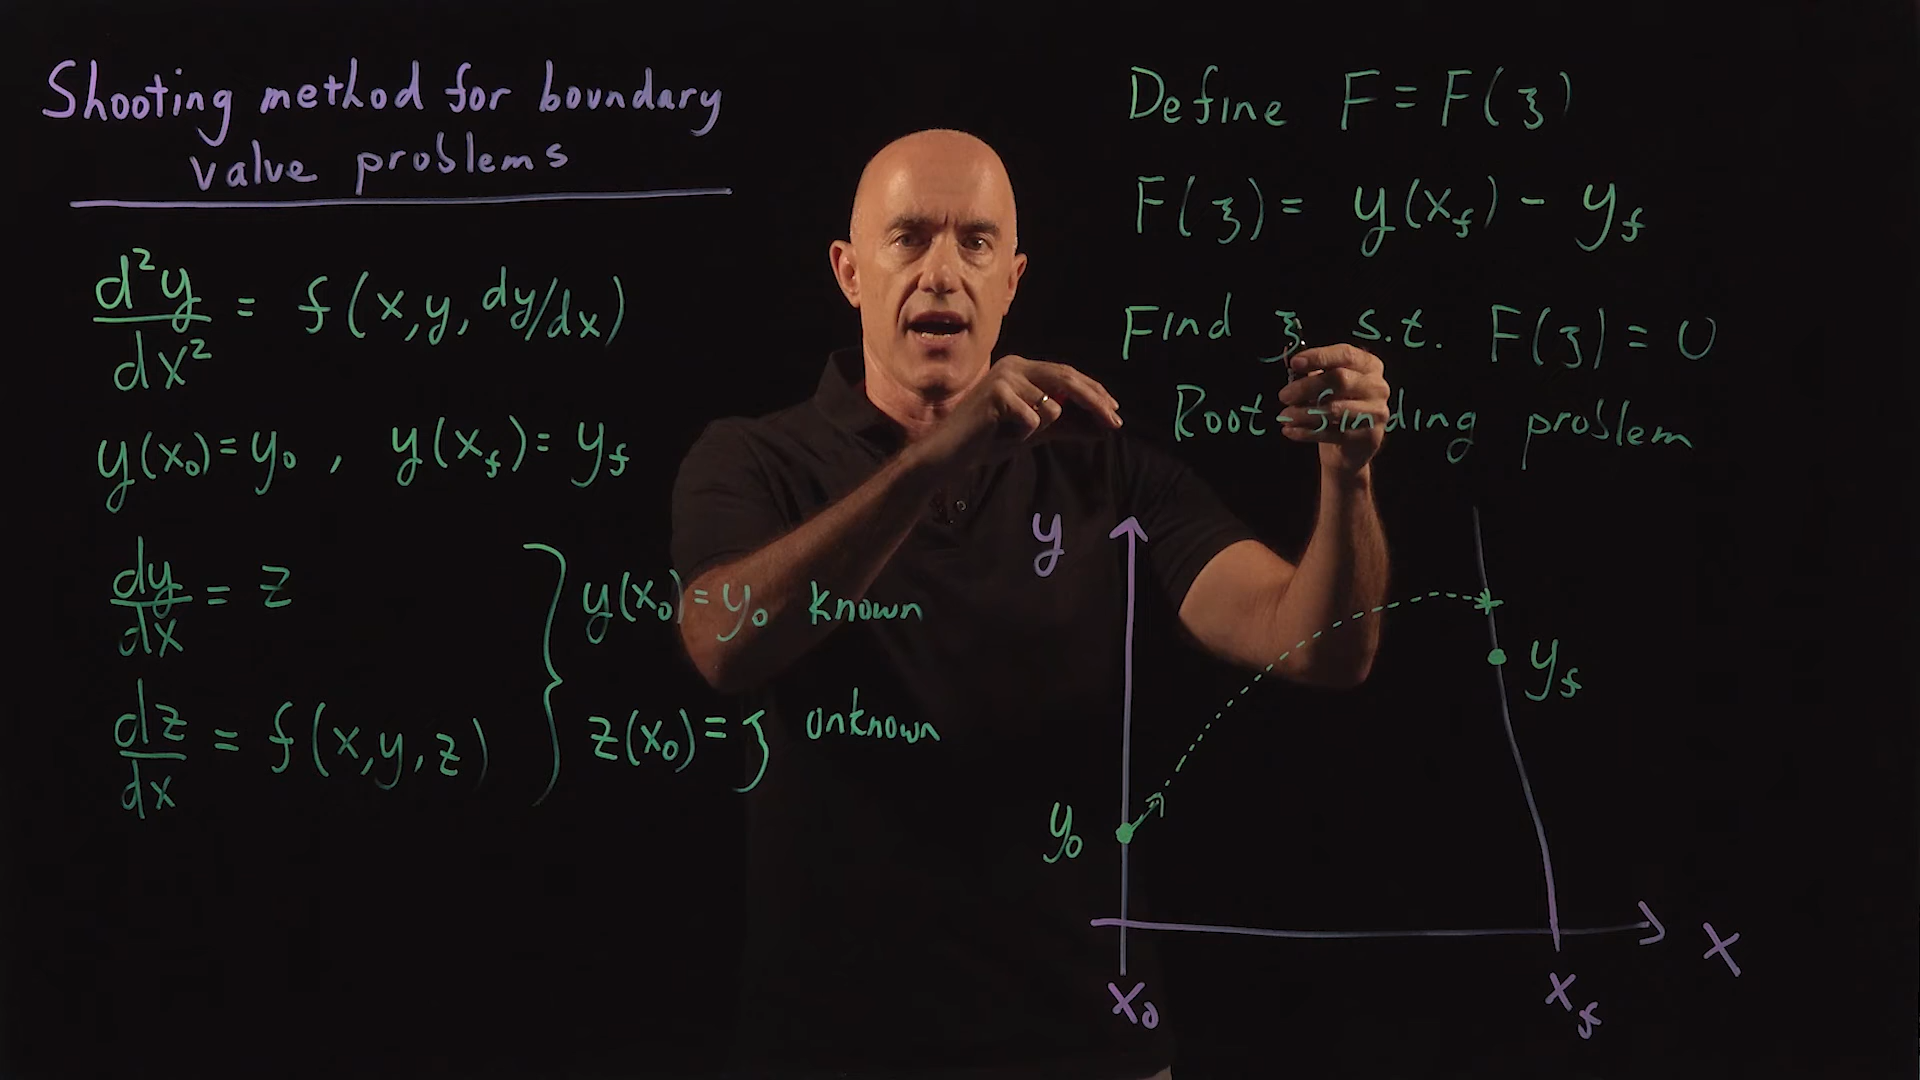 Shooting method for boundary
value problems
d²y/dx² = f(x,y,dy/dx)
y(x₀)=y₀ , y(x_f)=y_f
dy/dx = z
dz/dx = f(x,y,z)
y(x₀)=y₀ known
z(x₀)=ζ unknown
Define F=F(ξ)
F(ξ)= y(x_f) - y_f
Find ξ s.t. F(ξ)=0
Root-finding problem
y
y_f
y₀
x
x₀
x_f